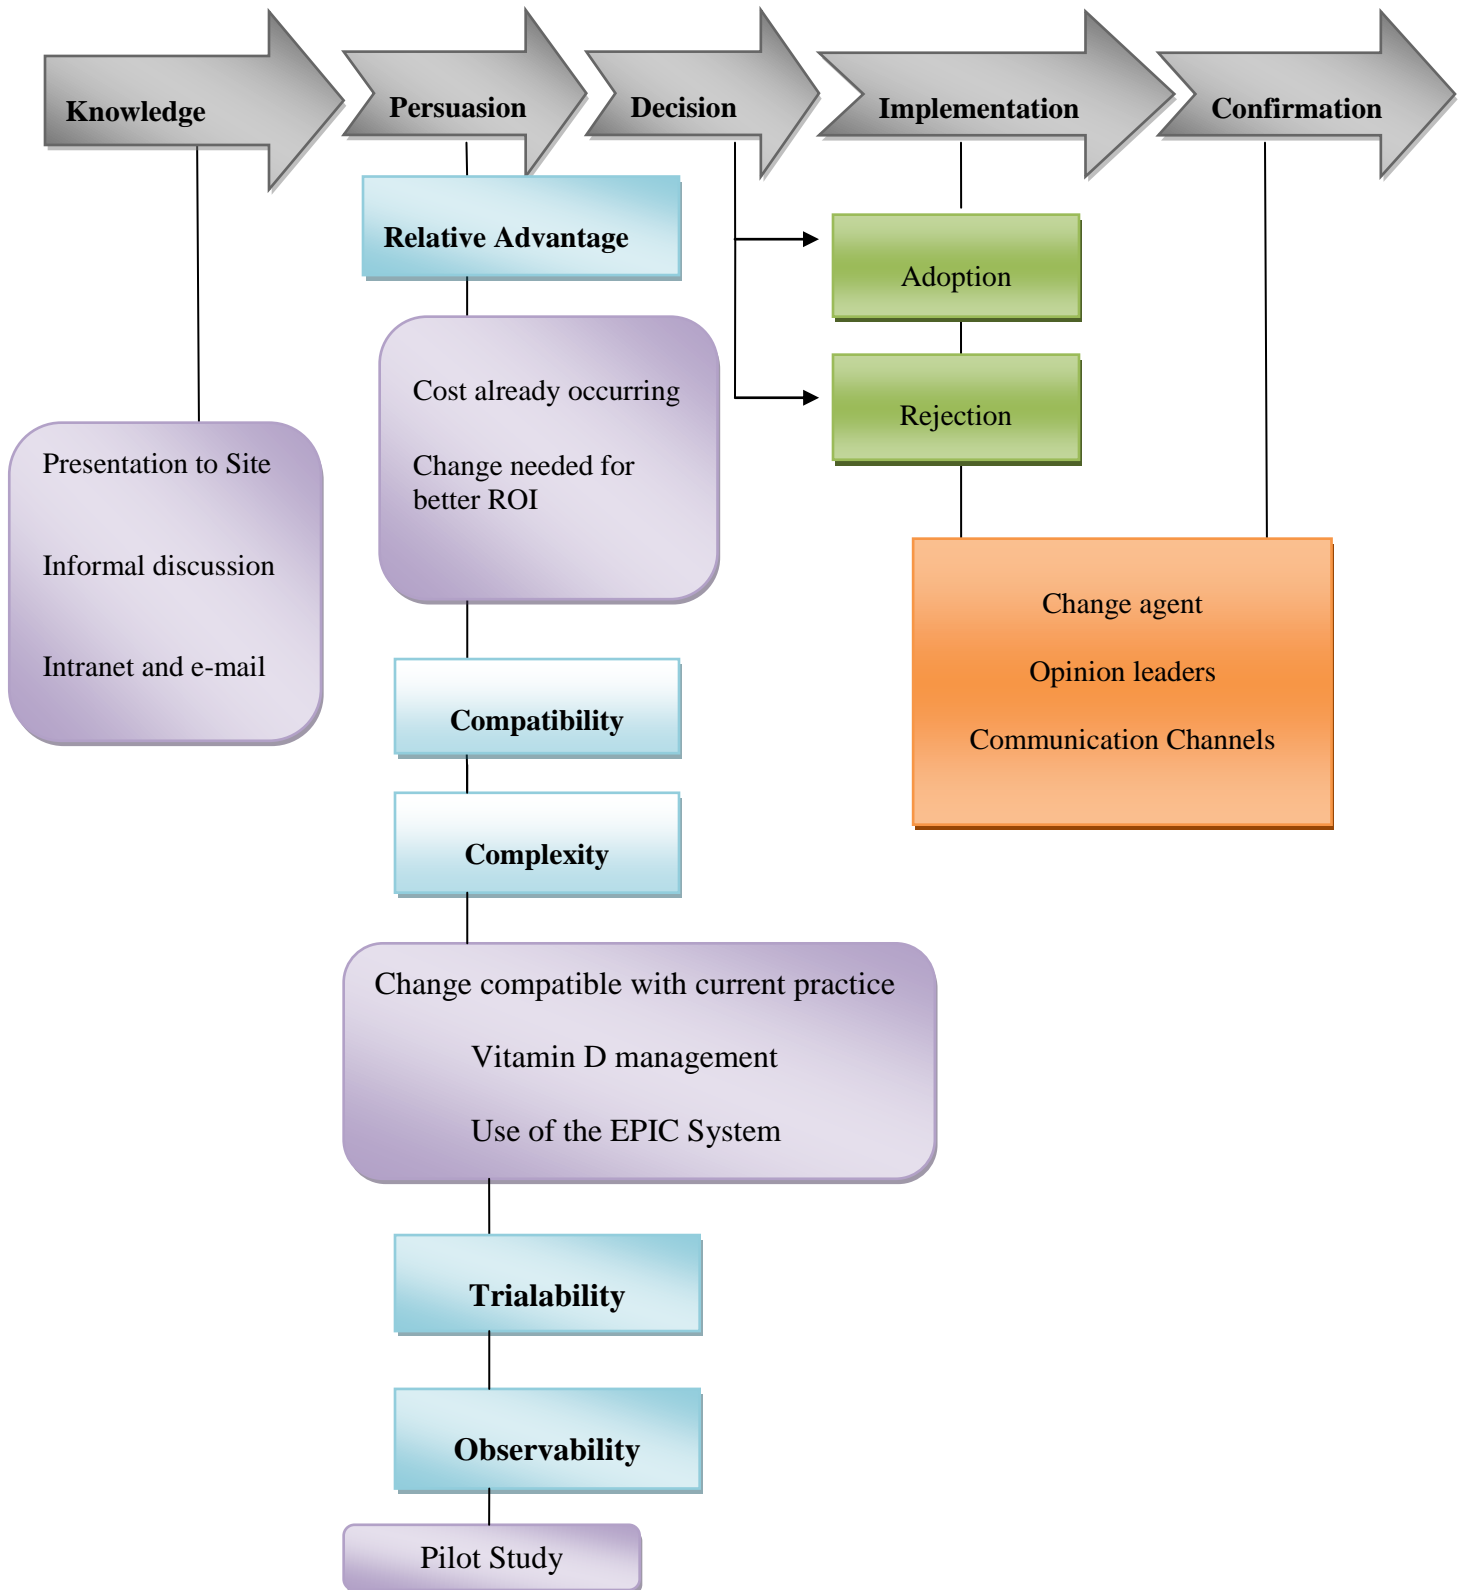 Knowledge
Persuasion
Decision
Implementation
Confirmation
Relative Advantage
Adoption
Cost already occurring
Rejection
Presentation to Site
Change needed for
better ROI
Informal discussion
Change agent
Intranet and e-mail
Opinion leaders
Compatibility
Communication Channels
Complexity
Change compatible with current practice
Vitamin D management
Use of the EPIC System
Trialability
Observability
Pilot Study